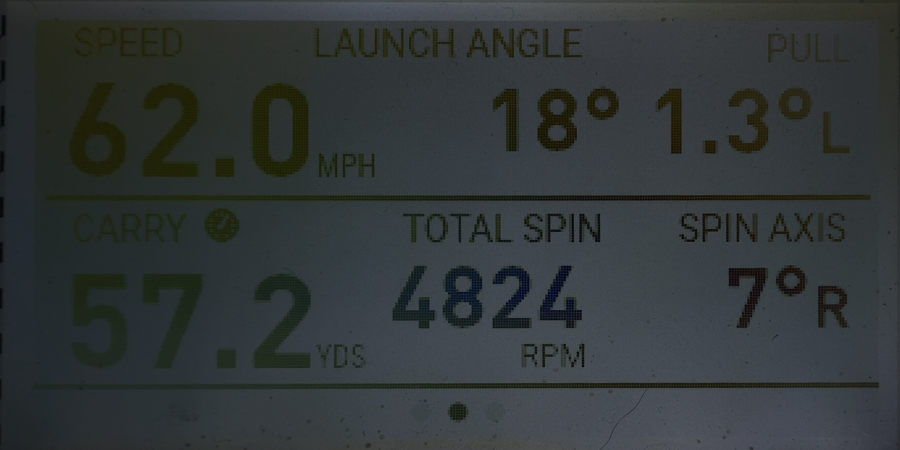 SPEED LAUNCH ANGLE PULL
62.0 MPH 18° 1.3° L
CARRY TOTAL SPIN SPIN AXIS
57.2 YDS 4824 RPM 7° R